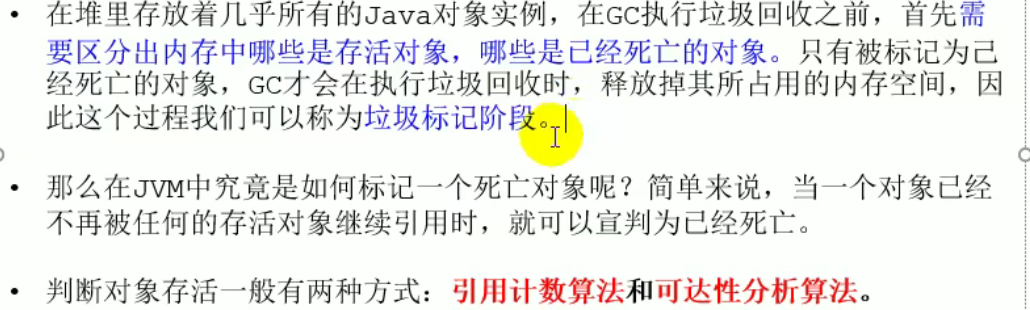 • 在堆里存放着几乎所有的Java对象实例，在GC执行垃圾回收之前，首先需
要区分出内存中哪些是存活对象，哪些是已经死亡的对象。只有被标记为己
经死亡的对象，GC才会在执行垃圾回收时，释放掉其所占用的内存空间，因
此这个过程我们可以称为垃圾标记阶段。
• 那么在JVM中究竟是如何标记一个死亡对象呢？简单来说，当一个对象已经
不再被任何的存活对象继续引用时，就可以宣判为已经死亡。
• 判断对象存活一般有两种方式：引用计数算法和可达性分析算法。